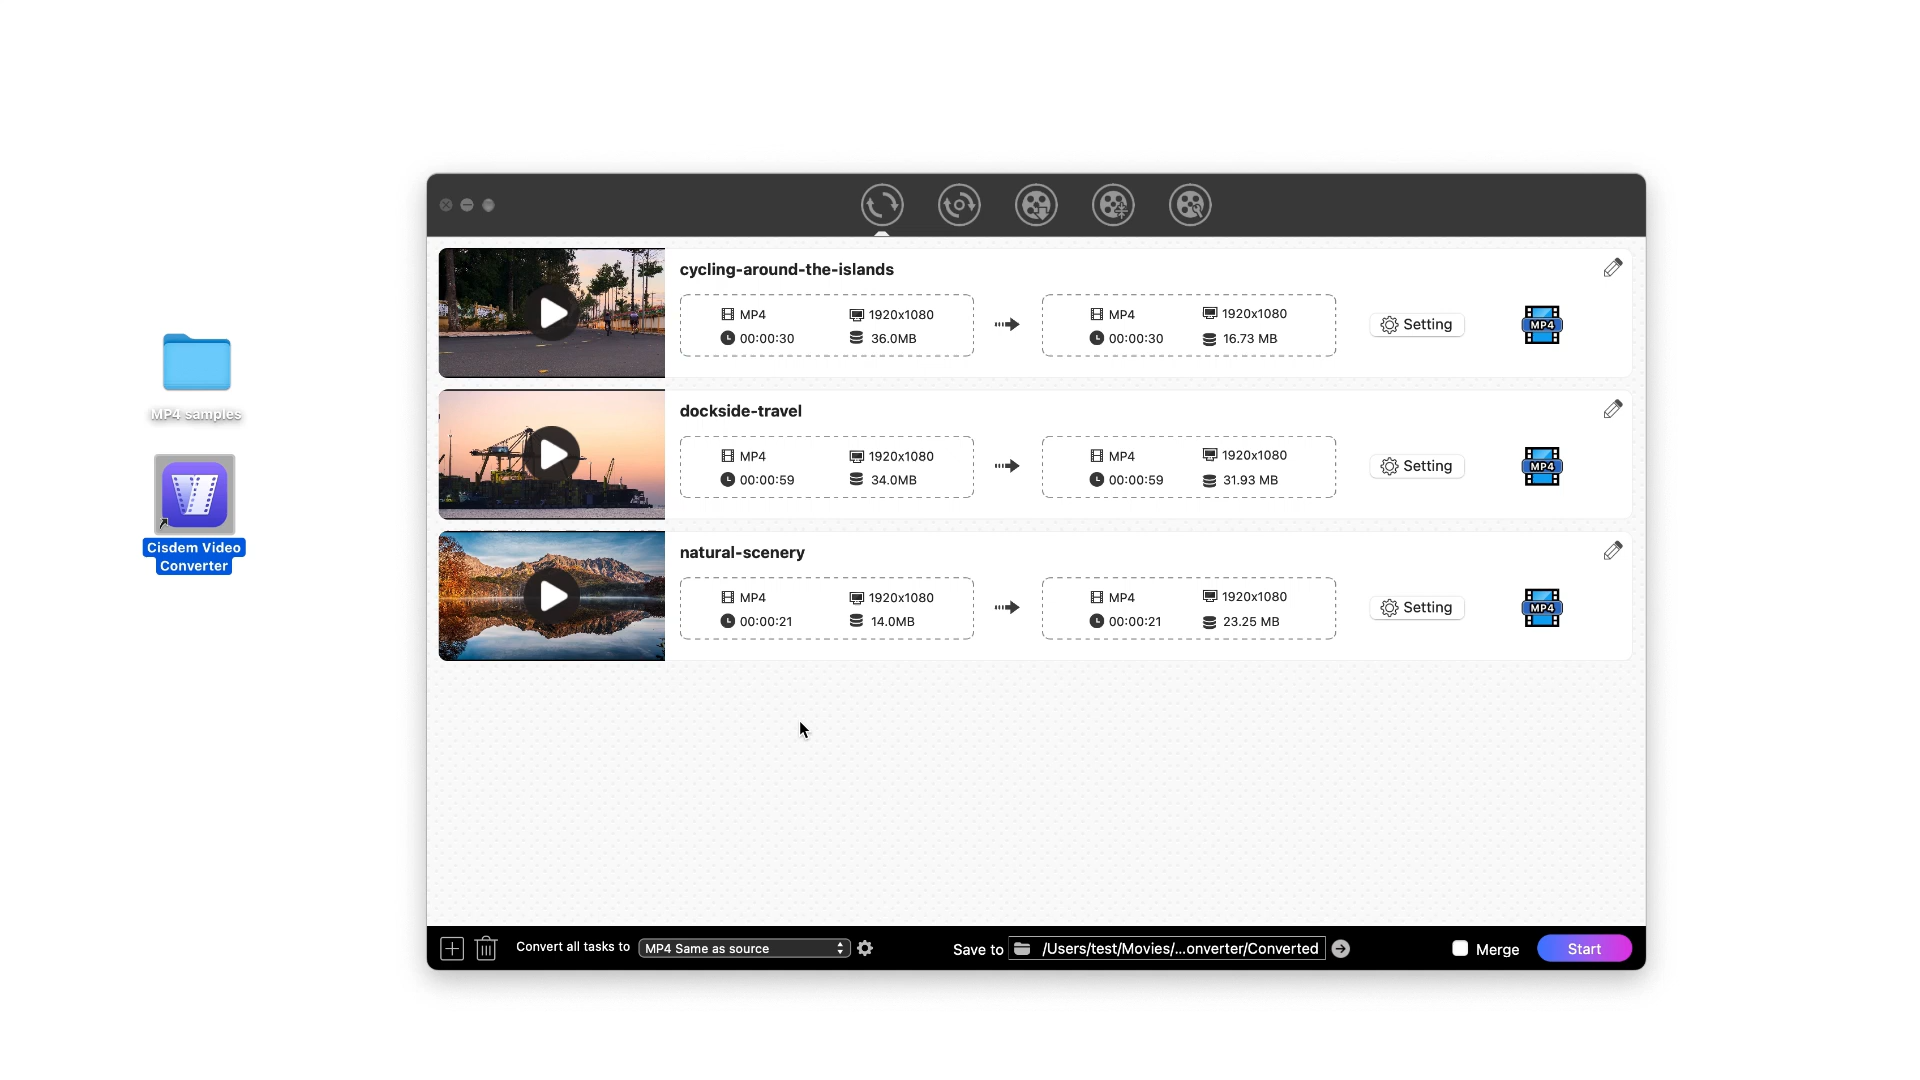 MP4 samples
Cisdem Video
Converter
cycling-around-the-islands
MP4 1920x1080
00:00:30 36.0MB
MP4 1920x1080
00:00:30 16.73 MB
Setting
MP4
dockside-travel
MP4 1920x1080
00:00:59 34.0MB
MP4 1920x1080
00:00:59 31.93 MB
Setting
MP4
natural-scenery
MP4 1920x1080
00:00:21 14.0MB
MP4 1920x1080
00:00:21 23.25 MB
Setting
MP4
Convert all tasks to MP4 Same as source
Save to /Users/test/Movies/...onverter/Converted
Merge
Start